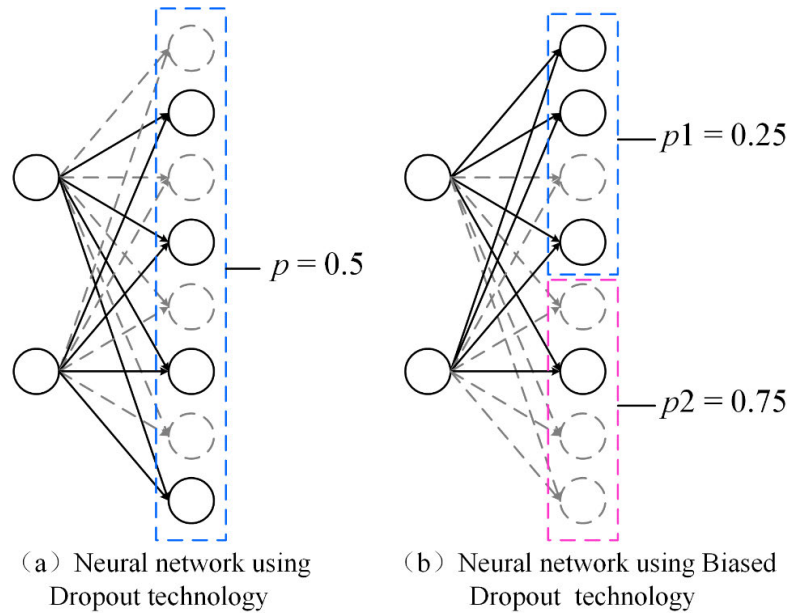 p = 0.5
p1 = 0.25
p2 = 0.75
（a）Neural network using
Dropout technology
（b）Neural network using Biased
Dropout technology